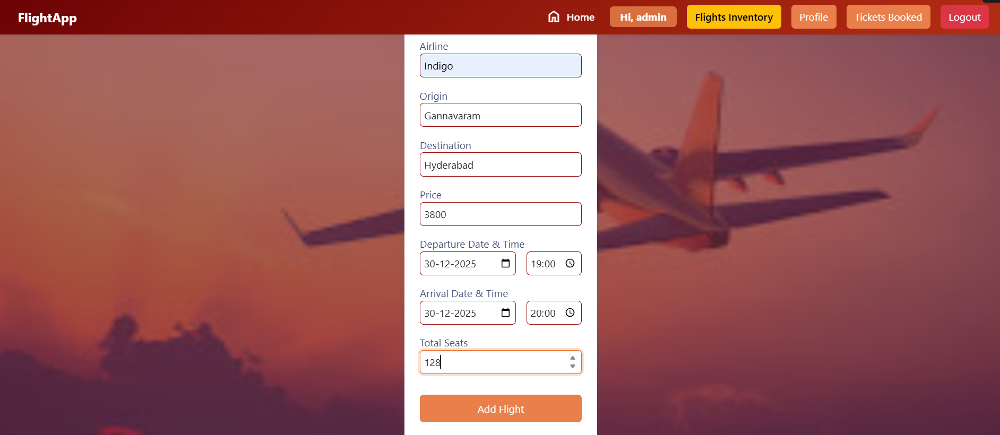 FlightApp
Home
Hi, admin
Flights Inventory
Profile
Tickets Booked
Logout
Airline
Indigo
Origin
Gannavaram
Destination
Hyderabad
Price
3800
Departure Date & Time
30-12-2025 19:00
Arrival Date & Time
30-12-2025 20:00
Total Seats
128
Add Flight